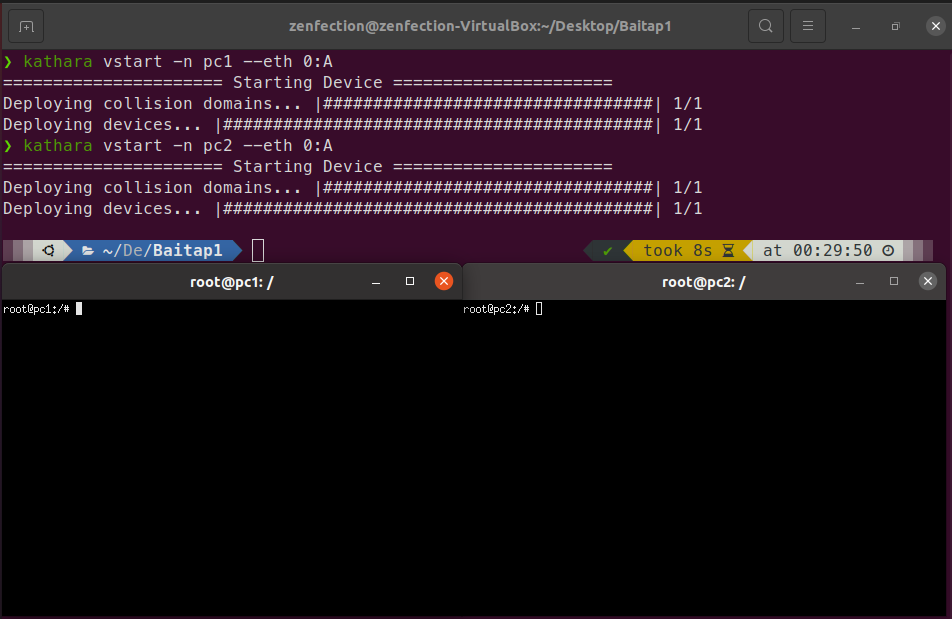 zenfection@zenfection-VirtualBox:~/Desktop/Baitap1
❯ kathara vstart -n pc1 --eth 0:A
====================== Starting Device ======================
Deploying collision domains... |#################################| 1/1
Deploying devices... |###########################################| 1/1
❯ kathara vstart -n pc2 --eth 0:A
====================== Starting Device ======================
Deploying collision domains... |#################################| 1/1
Deploying devices... |###########################################| 1/1
~/De/Baitap1 ✔ took 8s at 00:29:50
root@pc1: /
root@pc2: /
root@pc1:/#
root@pc2:/#